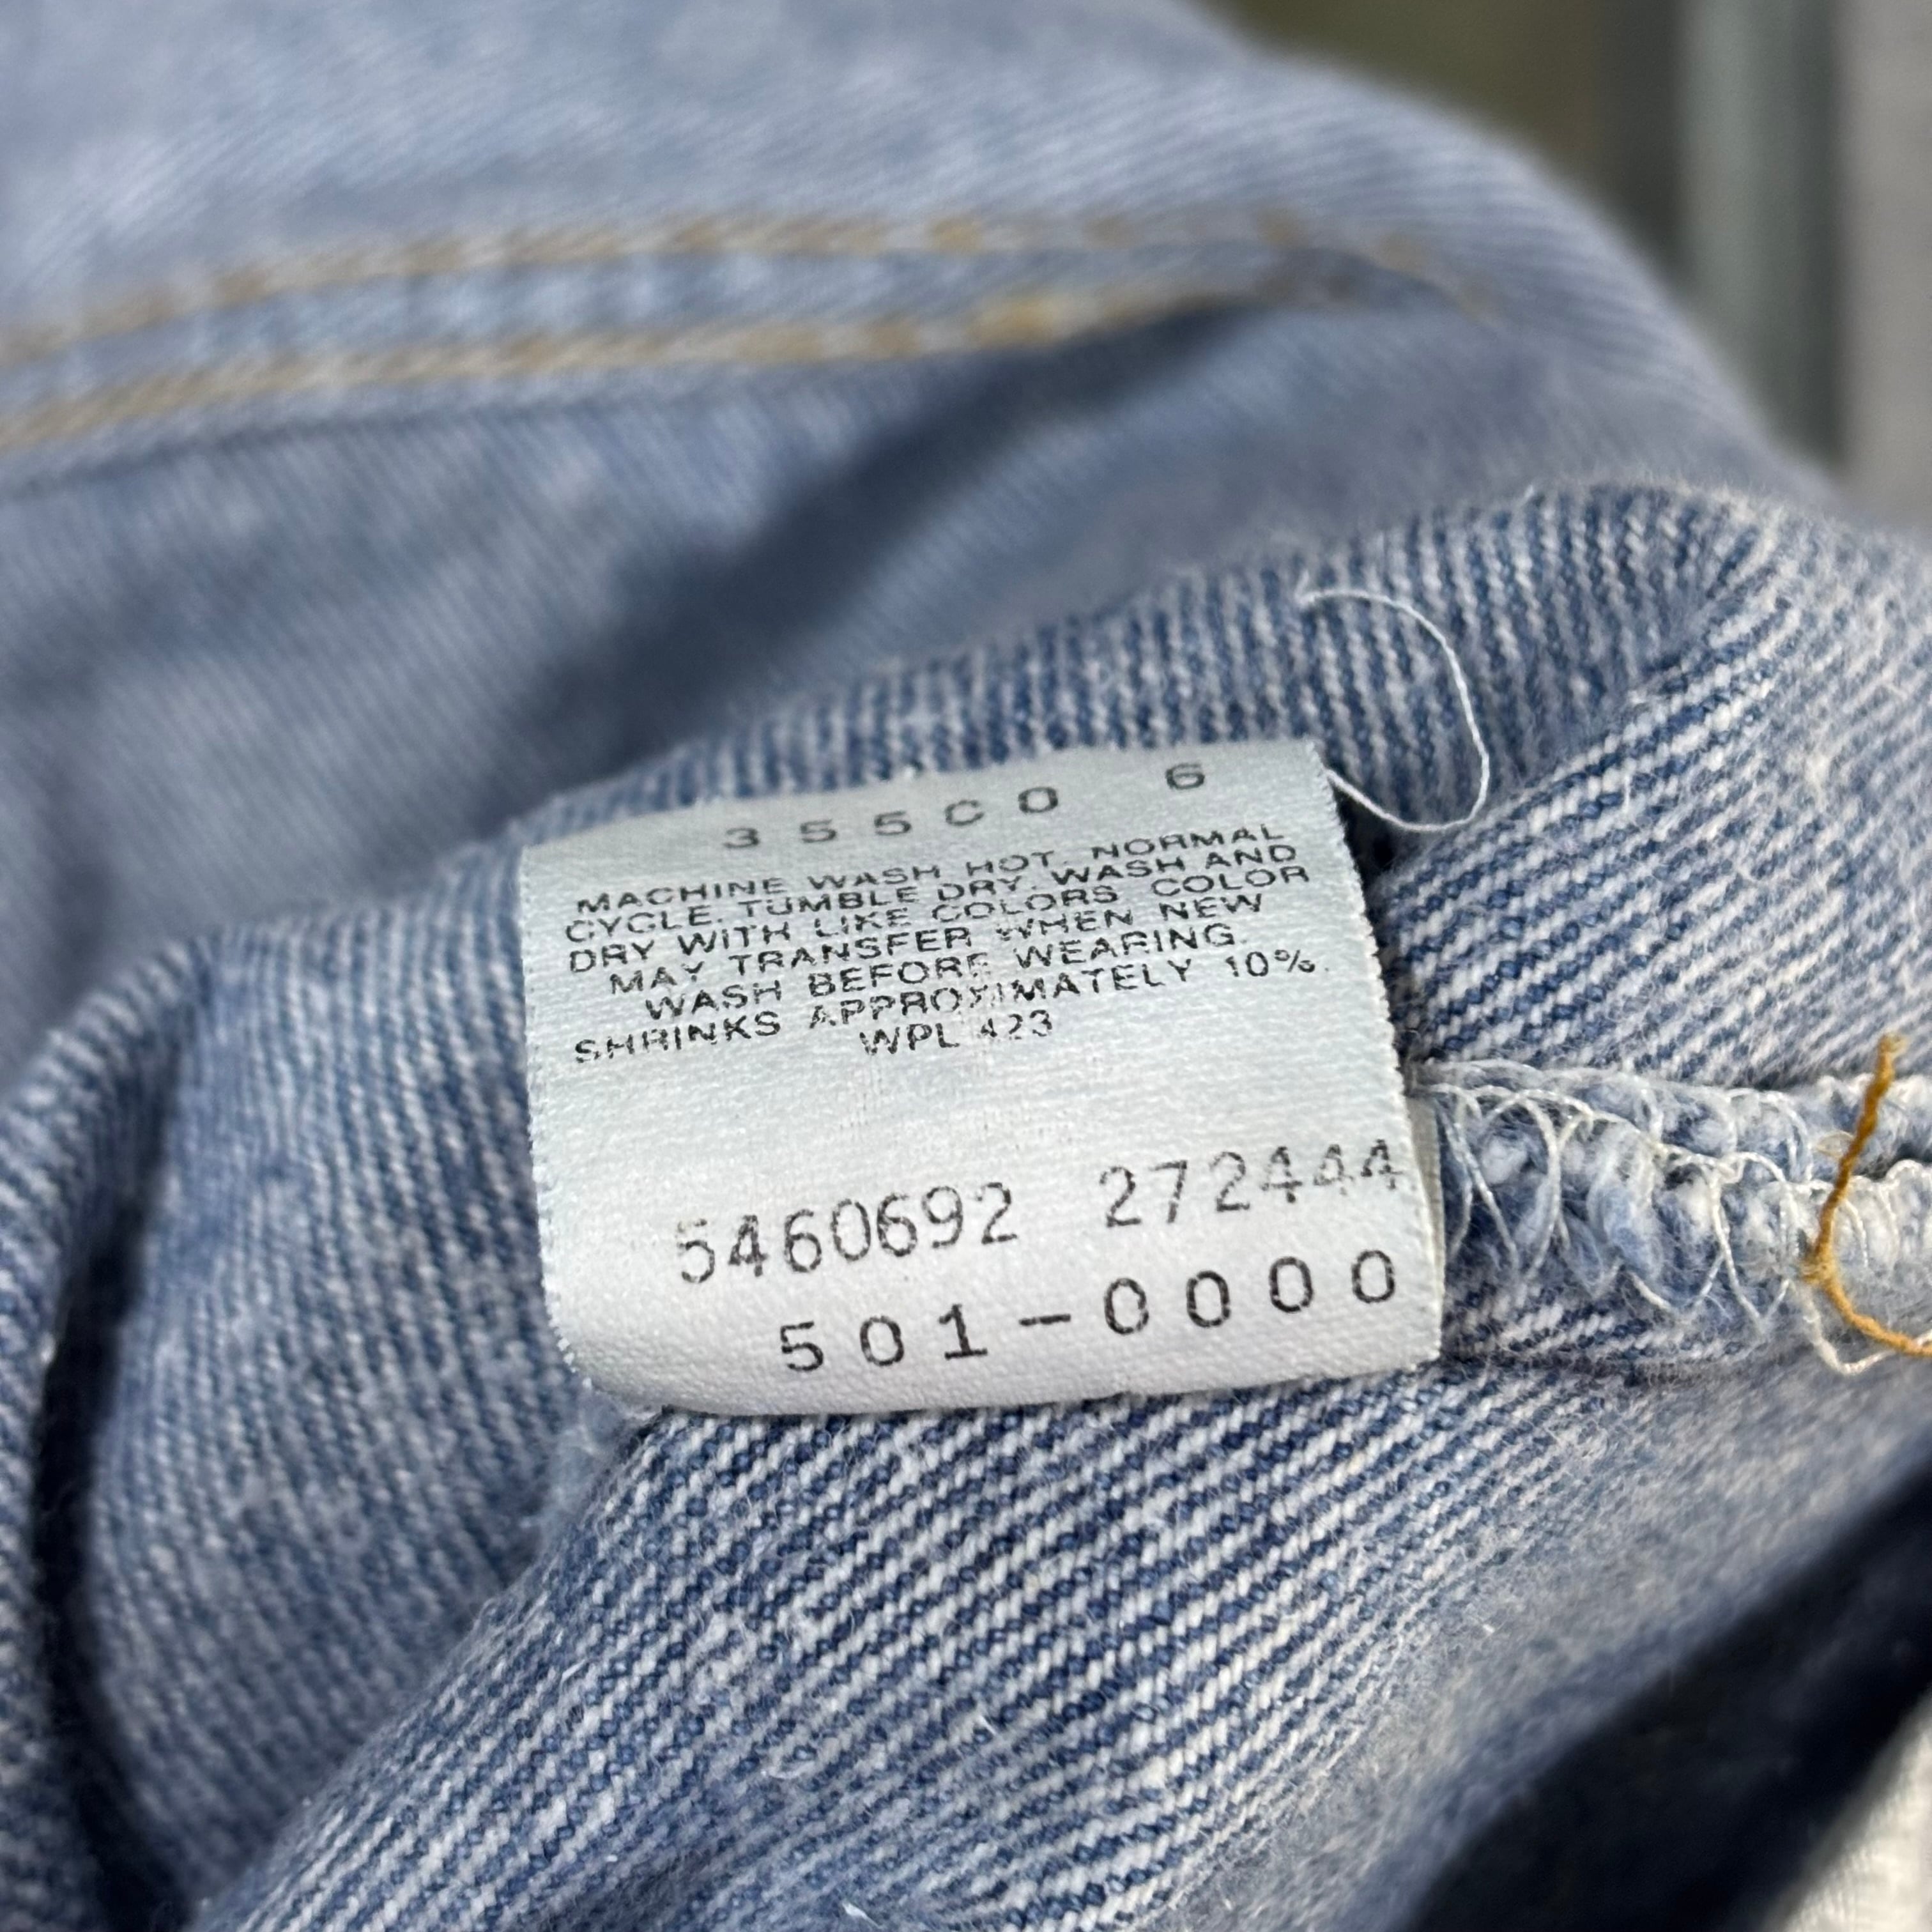 355C0 6
MACHINE WASH HOT. NORMAL
CYCLE. TUMBLE DRY. WASH AND
DRY WITH LIKE COLORS COLOR
MAY TRANSFER WHEN NEW
WASH BEFORE WEARING.
SHRINKS APPROXIMATELY 10%.
WPL 423
5460692 272444
501-0000